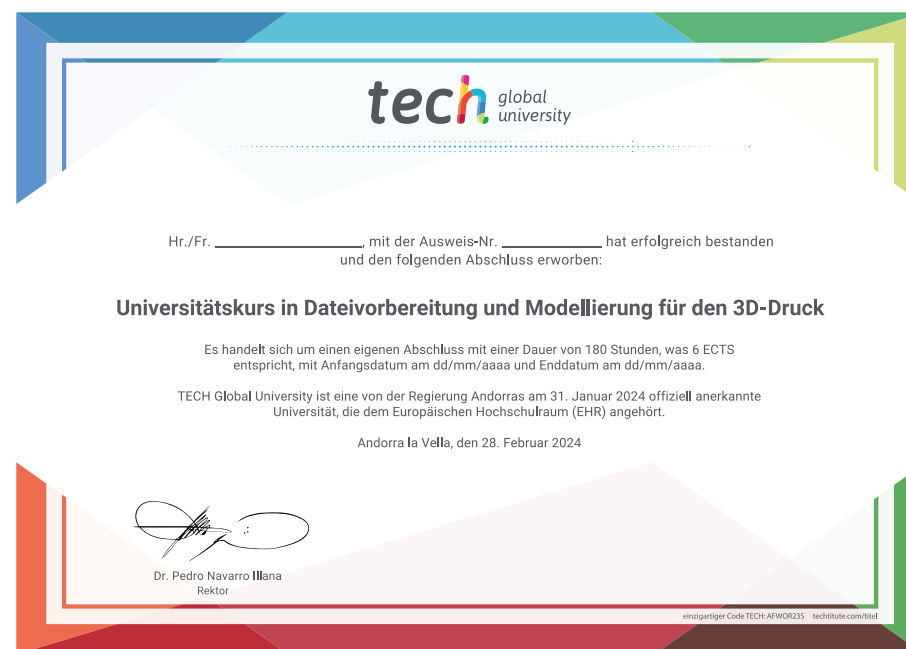 tech global university
Hr./Fr. ____________________, mit der Ausweis-Nr. ______________ hat erfolgreich bestanden
und den folgenden Abschluss erworben:
Universitätskurs in Dateivorbereitung und Modellierung für den 3D-Druck
Es handelt sich um einen eigenen Abschluss mit einer Dauer von 180 Stunden, was 6 ECTS
entspricht, mit Anfangsdatum am dd/mm/aaaa und Enddatum am dd/mm/aaaa.
TECH Global University ist eine von der Regierung Andorras am 31. Januar 2024 offiziell anerkannte
Universität, die dem Europäischen Hochschulraum (EHR) angehört.
Andorra la Vella, den 28. Februar 2024
Dr. Pedro Navarro Illana
Rektor
einzigartiger Code TECH: AFWOR23S techtitute.com/titel